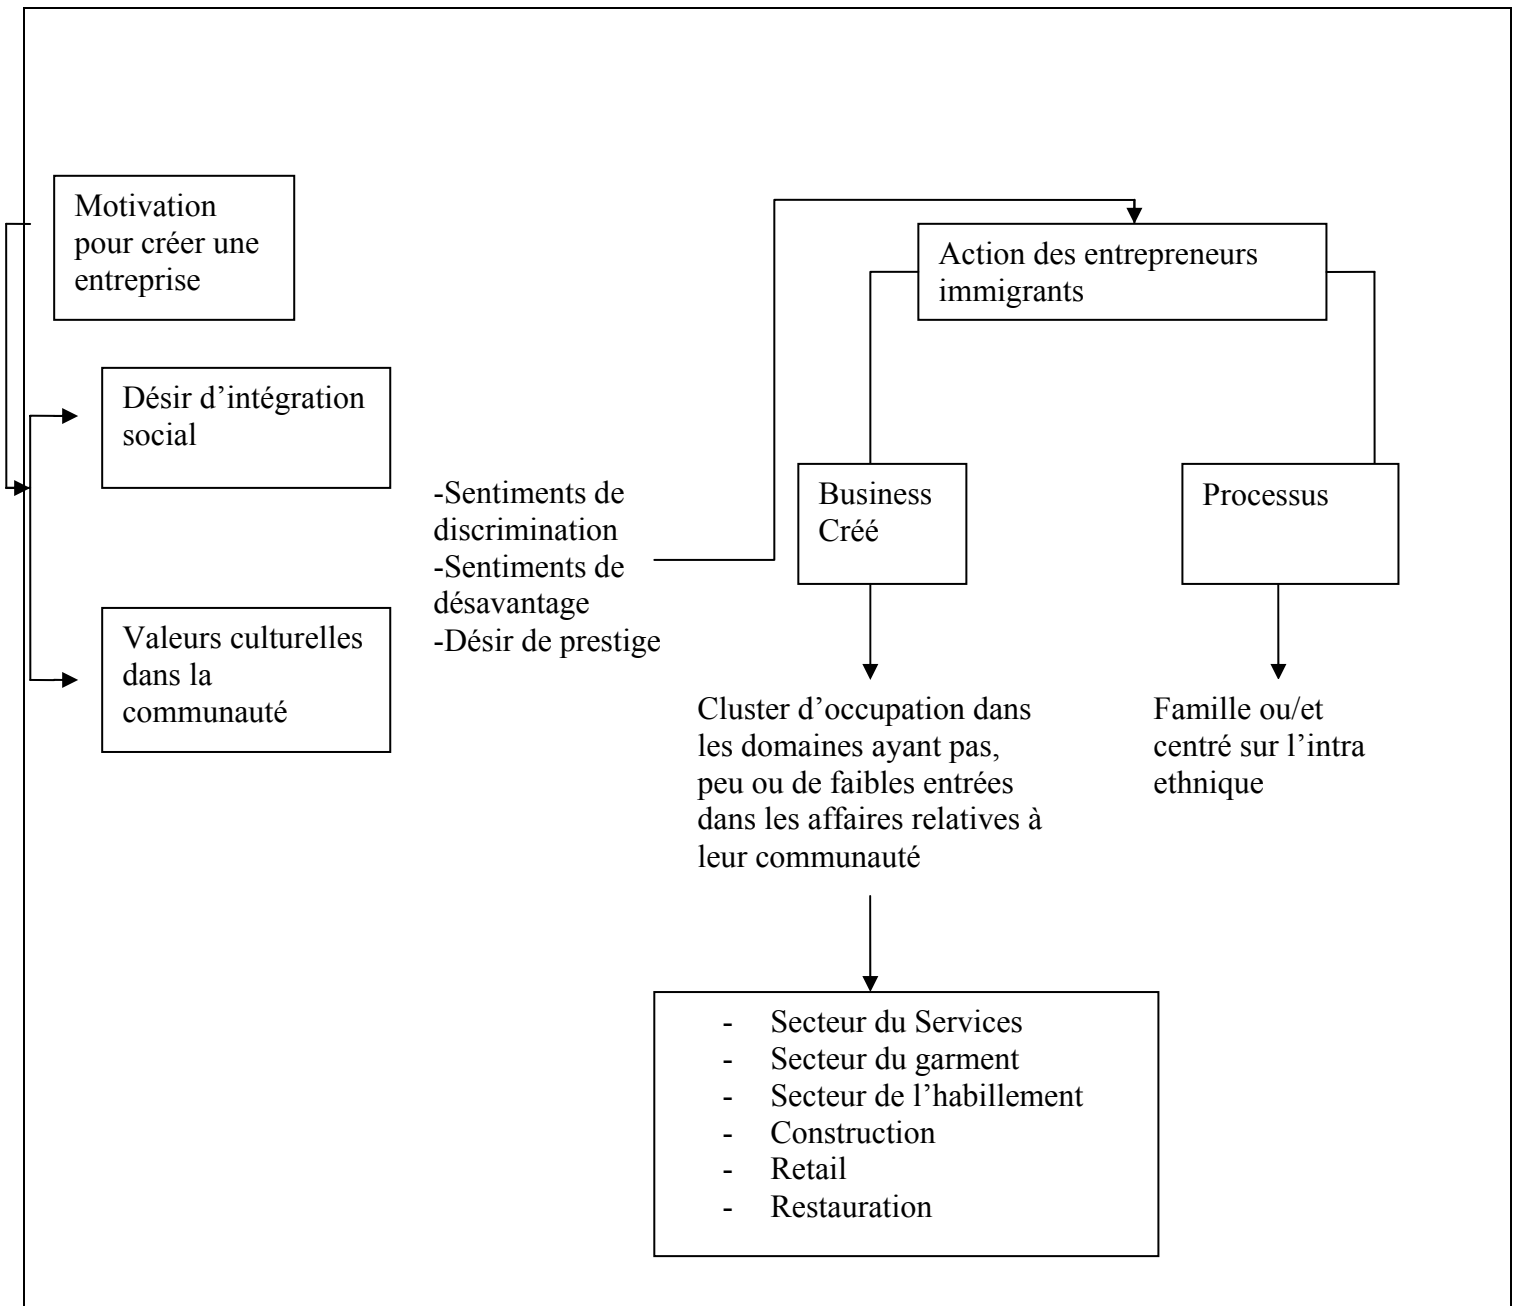 Motivation
pour créer une
entreprise
Désir d’intégration
social
Valeurs culturelles
dans la
communauté
-Sentiments de
discrimination
-Sentiments de
désavantage
-Désir de prestige
Action des entrepreneurs
immigrants
Business
Créé
Processus
Cluster d’occupation dans
les domaines ayant pas,
peu ou de faibles entrées
dans les affaires relatives à
leur communauté
Famille ou/et
centré sur l’intra
ethnique
- Secteur du Services
- Secteur du garment
- Secteur de l’habillement
- Construction
- Retail
- Restauration